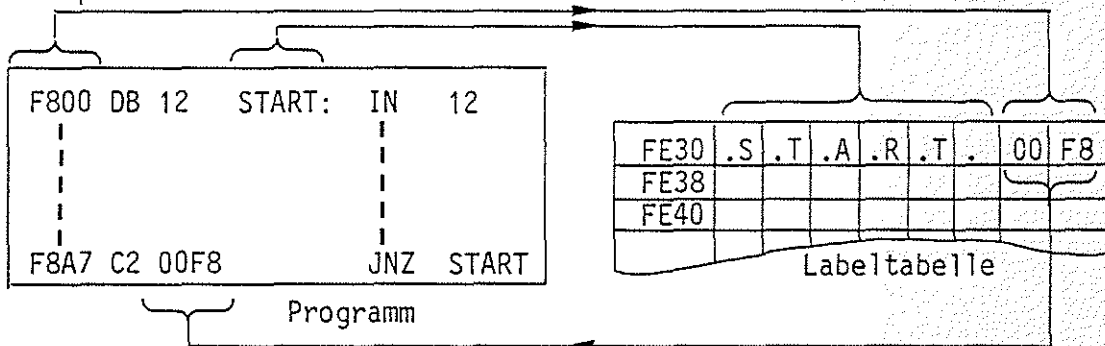 F800 DB 12 START: IN 12
F8A7 C2 00F8 JNZ START
Programm
FE30 .S .T .A .R .T . 00 F8
FE38
FE40
Labeltabelle